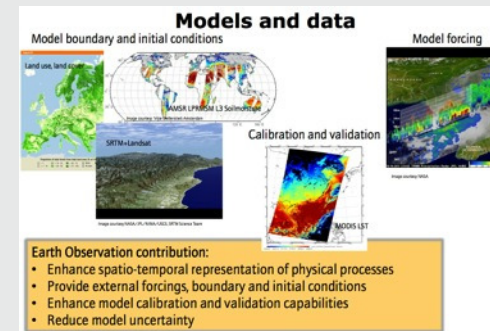 Models and data
Model boundary and initial conditions
Model forcing
Land use, land cover
AMSR LPRMSM L3 Soilmoisture
SRTM+Landsat
Calibration and validation
Image courtesy NASA
MODIS LST
Earth Observation contribution:
• Enhance spatio-temporal representation of physical processes
• Provide external forcings, boundary and initial conditions
• Enhance model calibration and validation capabilities
• Reduce model uncertainty